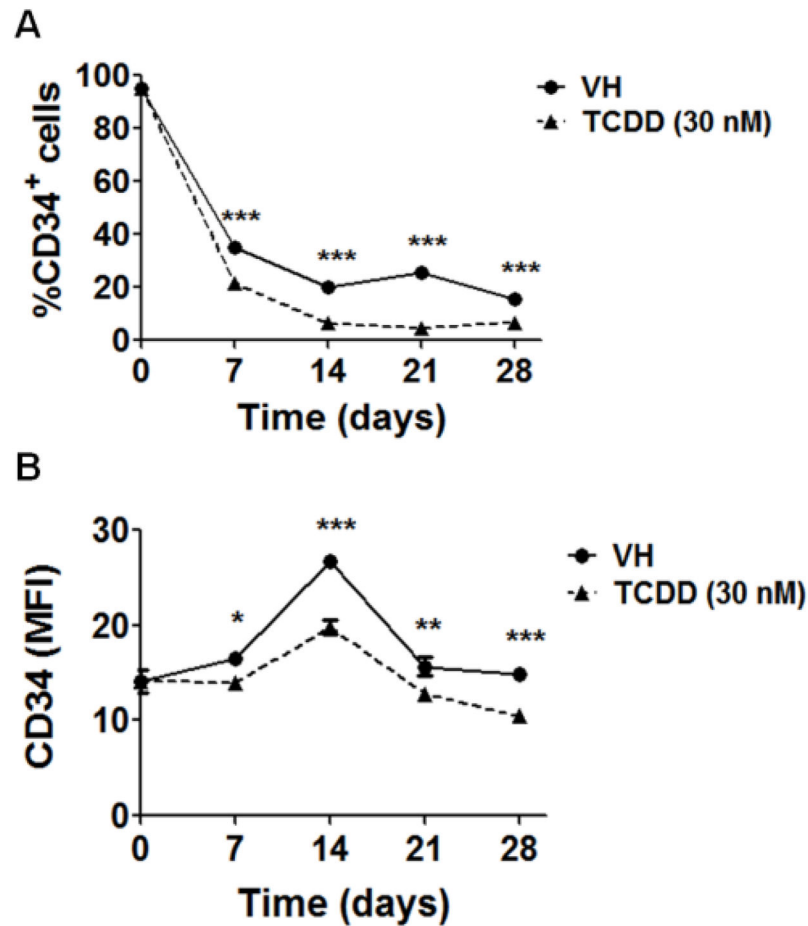 A
%CD34+ cells
100
80
60
40
20
0
***
***
***
***
0 7 14 21 28
Time (days)
VH
TCDD (30 nM)
B
CD34 (MFI)
30
20
10
0
*
***
**
***
0 7 14 21 28
Time (days)
VH
TCDD (30 nM)